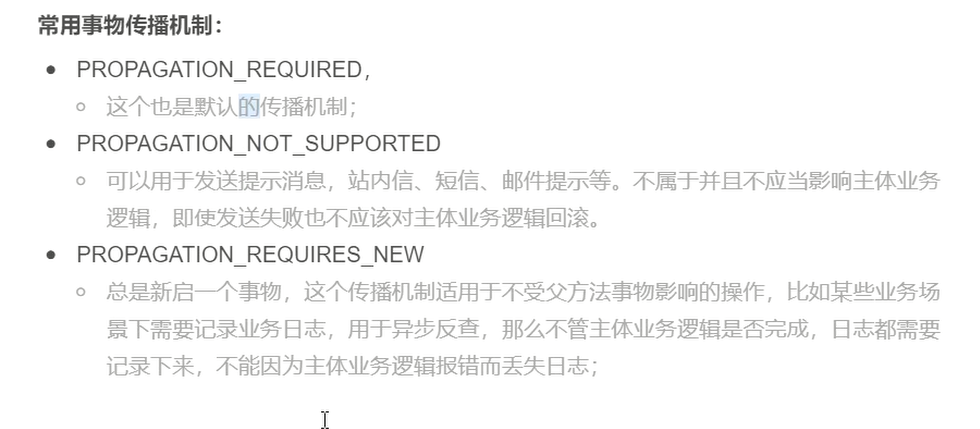 常用事物传播机制：
PROPAGATION_REQUIRED，
这个也是默认的传播机制；
PROPAGATION_NOT_SUPPORTED
可以用于发送提示消息，站内信、短信、邮件提示等。不属于并且不应当影响主体业务
逻辑，即使发送失败也不应该对主体业务逻辑回滚。
PROPAGATION_REQUIRES_NEW
总是新启一个事物，这个传播机制适用于不受父方法事物影响的操作，比如某些业务场
景下需要记录业务日志，用于异步反查，那么不管主体业务逻辑是否完成，日志都需要
记录下来，不能因为主体业务逻辑报错而丢失日志；